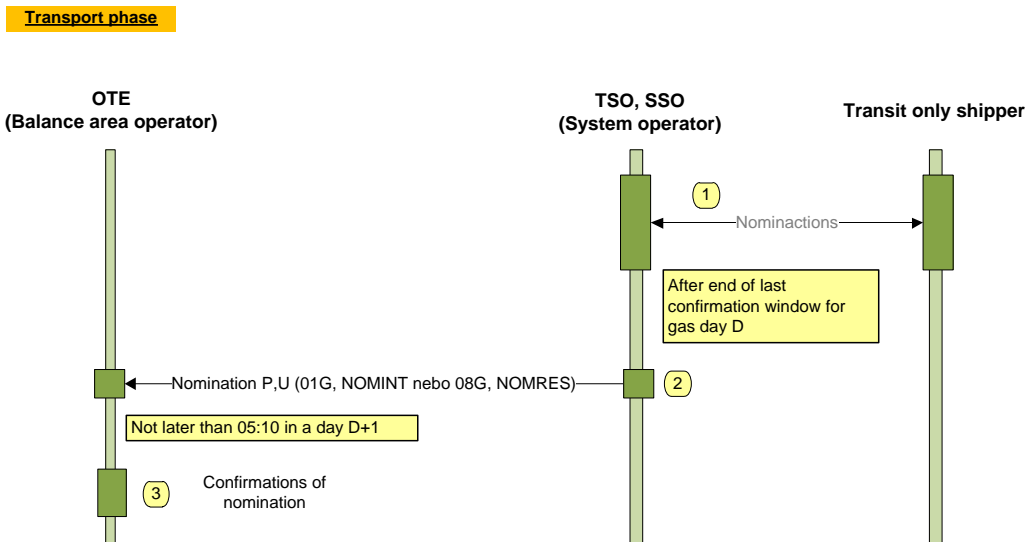 Transport phase
OTE
(Balance area operator)
TSO, SSO
(System operator)
Transit only shipper
1
Nominactions
After end of last
confirmation window for
gas day D
Nomination P,U (01G, NOMINT nebo 08G, NOMRES)
2
Not later than 05:10 in a day D+1
3
Confirmations of
nomination